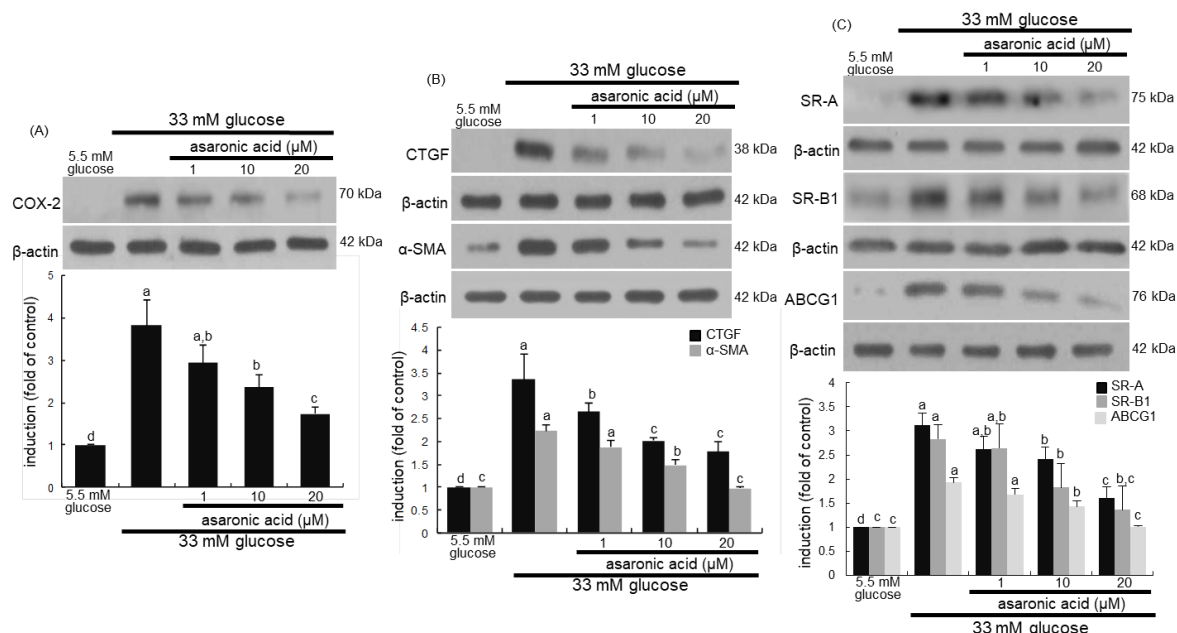 (A)
33 mM glucose
5.5 mM
glucose
asaronic acid (μM)
1 10 20
COX-2 70 kDa
β-actin 42 kDa
induction (fold of control)
5
4
3
2
1
0
a
a,b
b
c
d
5.5 mM
glucose
1 10 20
asaronic acid (μM)
33 mM glucose
(B)
33 mM glucose
5.5 mM
glucose
asaronic acid (μM)
1 10 20
CTGF 38 kDa
β-actin 42 kDa
α-SMA 42 kDa
β-actin 42 kDa
induction (fold of control)
4.5
4
3.5
3
2.5
2
1.5
1
0.5
0
CTGF
α-SMA
d c a a b a c b c c
5.5 mM
glucose
1 10 20
asaronic acid (μM)
33 mM glucose
(C)
33 mM glucose
5.5 mM
glucose
asaronic acid (μM)
1 10 20
SR-A 75 kDa
β-actin 42 kDa
SR-B1 68 kDa
β-actin 42 kDa
ABCG1 76 kDa
β-actin 42 kDa
induction (fold of control)
4
3.5
3
2.5
2
1.5
1
0.5
0
SR-A
SR-B1
ABCG1
d c c a a a a,b a,b a b b b c b,c c
5.5 mM
glucose
1 10 20
asaronic acid (μM)
33 mM glucose